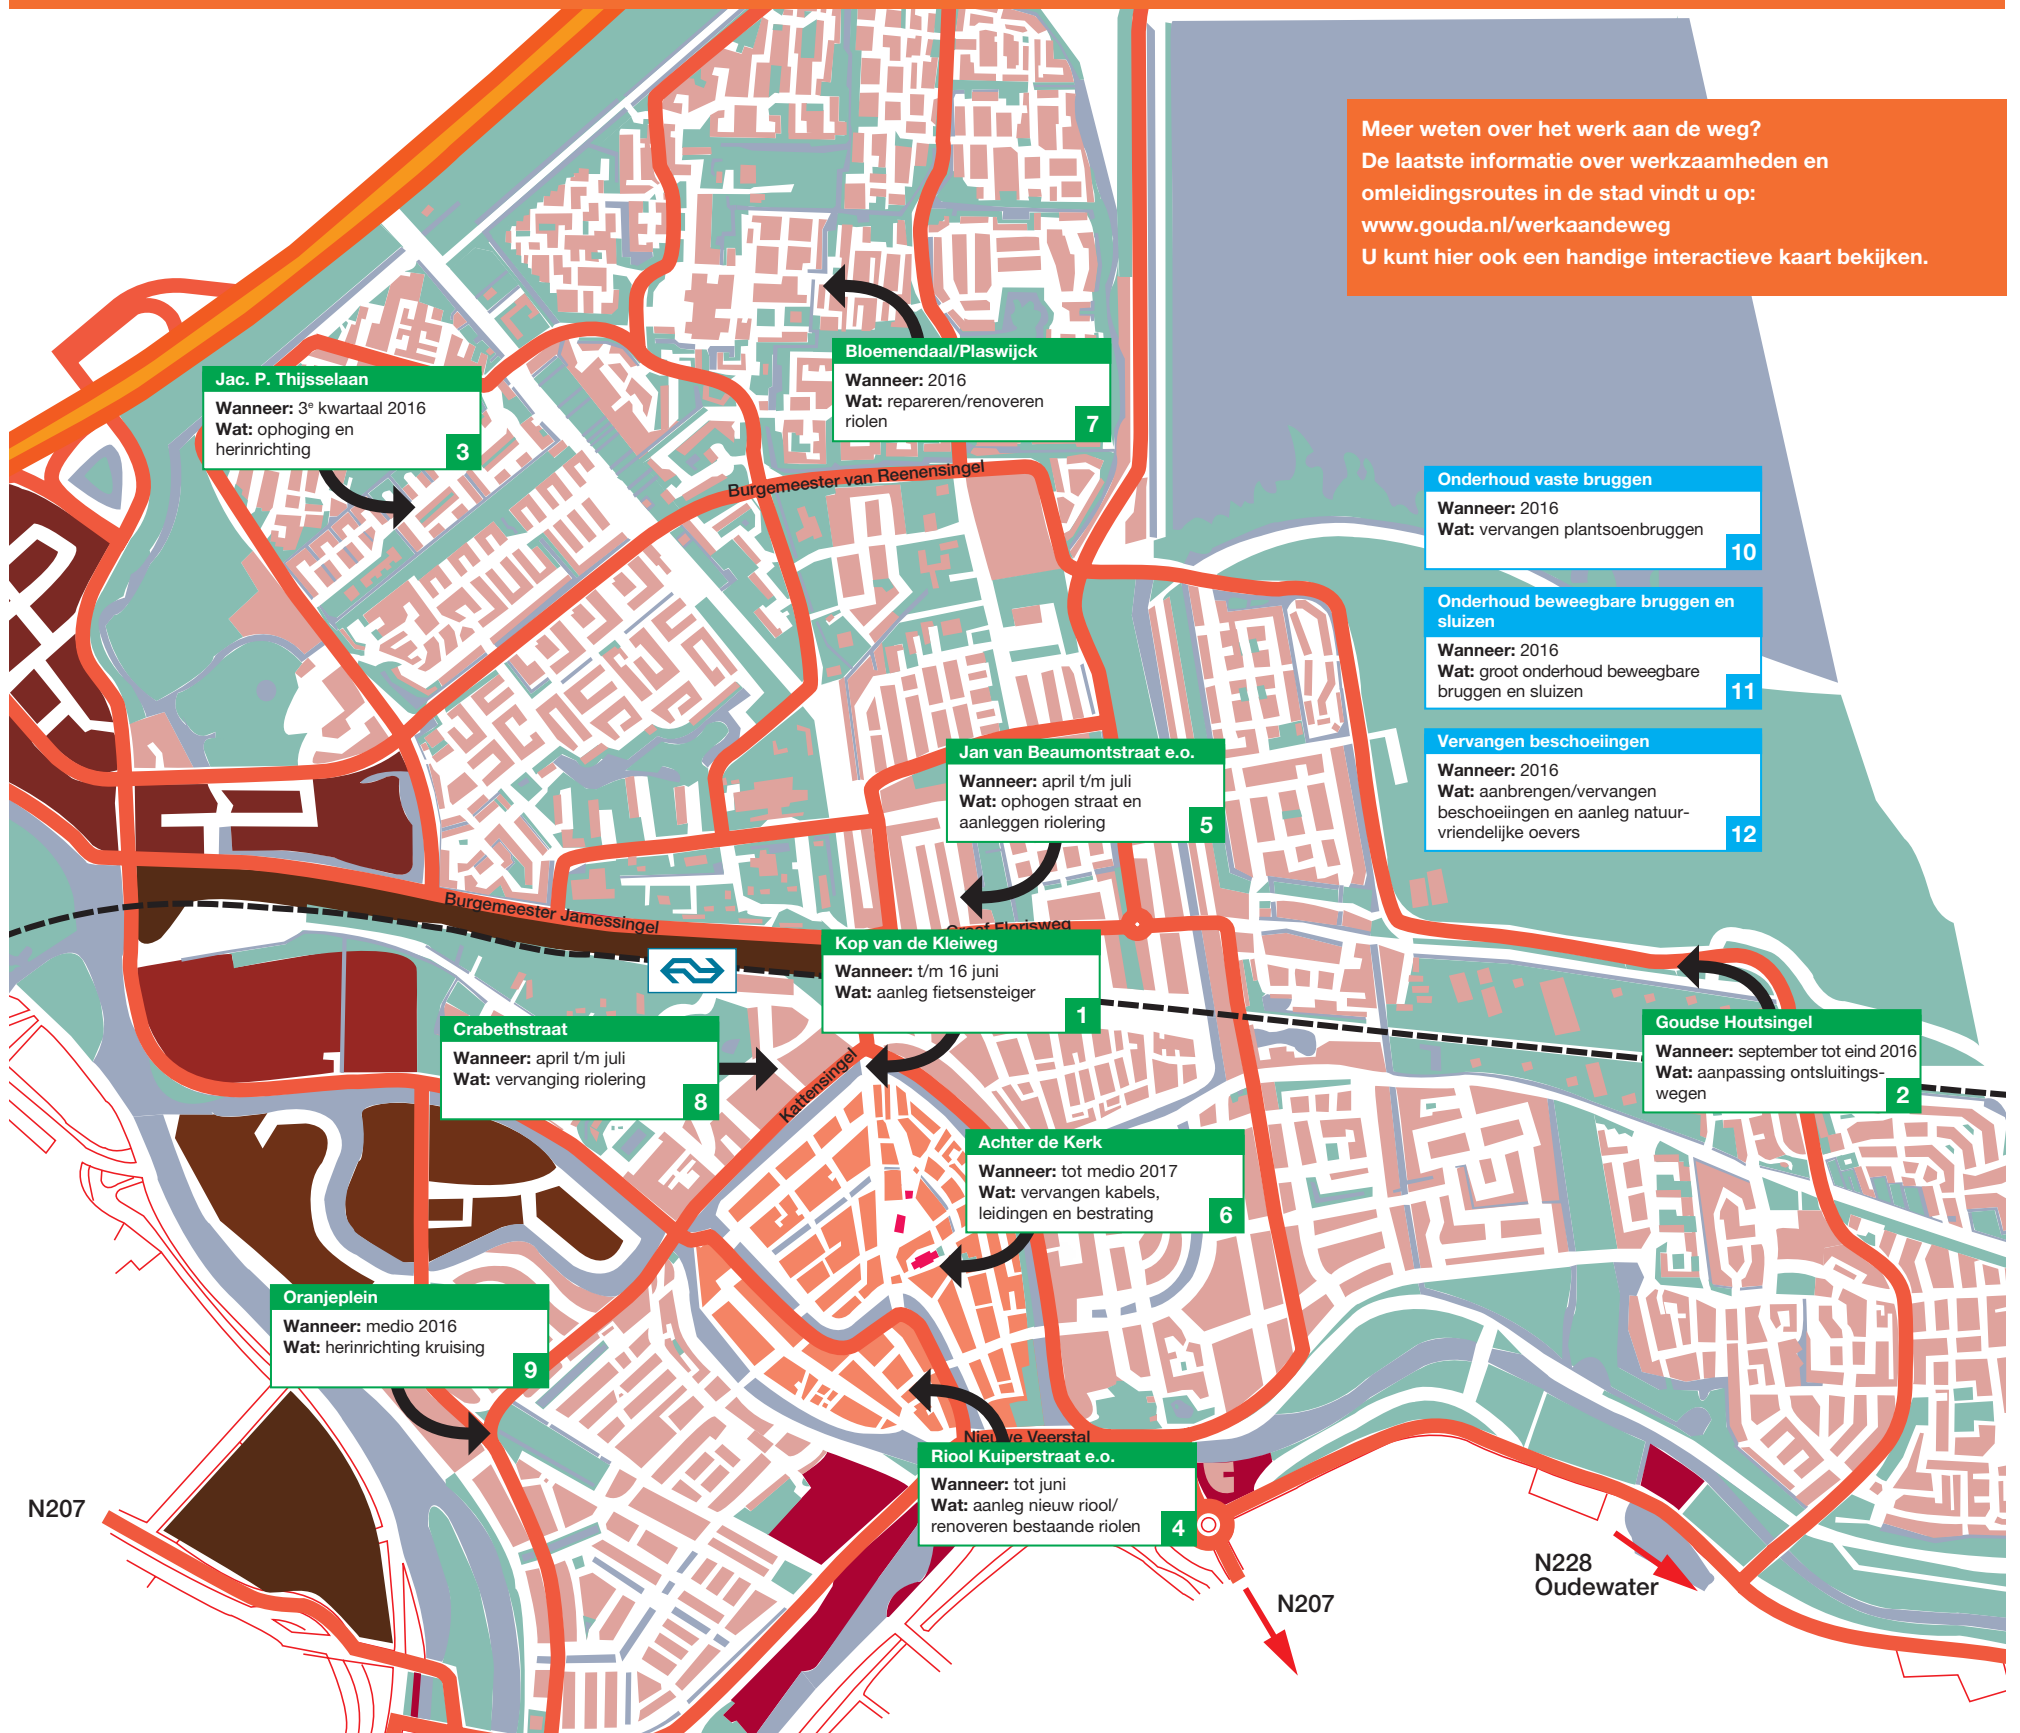 Meer weten over het werk aan de weg?
De laatste informatie over werkzaamheden en
omleidingsroutes in de stad vindt u op:
www.gouda.nl/werkaandeweg
U kunt hier ook een handige interactieve kaart bekijken.
Bloemendaal/Plaswijck
Wanneer: 2016
Wat: repareren/renoveren
riolen
7
Jac. P. Thijsselaan
Wanneer: 3e kwartaal 2016
Wat: ophoging en
herinrichting
3
Burgemeester van Reenensingel
Onderhoud vaste bruggen
Wanneer: 2016
Wat: vervangen plantsoenbruggen
10
Onderhoud beweegbare bruggen en
sluizen
Wanneer: 2016
Wat: groot onderhoud beweegbare
bruggen en sluizen
11
Vervangen beschoeiingen
Wanneer: 2016
Wat: aanbrengen/vervangen
beschoeiingen en aanleg natuur-
vriendelijke oevers
12
Jan van Beaumontstraat e.o.
Wanneer: april t/m juli
Wat: ophogen straat en
aanleggen riolering
5
Burgemeester Jamessingel
Graaf Florisweg
Kop van de Kleiweg
Wanneer: t/m 16 juni
Wat: aanleg fietsensteiger
1
Crabethstraat
Wanneer: april t/m juli
Wat: vervanging riolering
8
Kattensingel
Goudse Houtsingel
Wanneer: september tot eind 2016
Wat: aanpassing ontsluitings-
wegen
2
Achter de Kerk
Wanneer: tot medio 2017
Wat: vervangen kabels,
leidingen en bestrating
6
Oranjeplein
Wanneer: medio 2016
Wat: herinrichting kruising
9
Nieuwe Veerstal
Riool Kuiperstraat e.o.
Wanneer: tot juni
Wat: aanleg nieuw riool/
renoveren bestaande riolen
4
N207
N228
Oudewater
N207